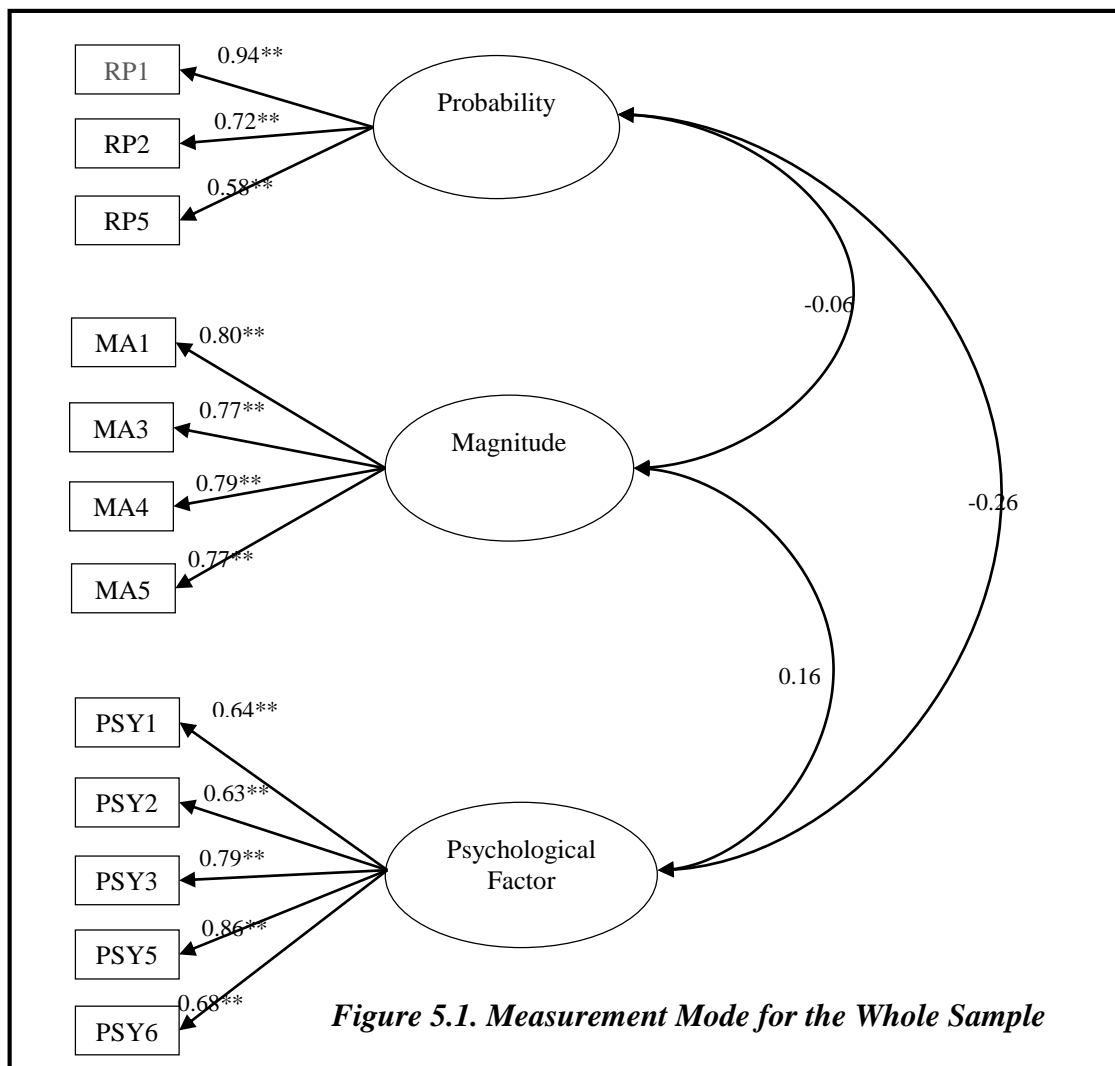 RP1
0.94**
Probability
RP2
0.72**
RP5
0.58**
-0.06
MA1
0.80**
MA3
0.77**
Magnitude
MA4
0.79**
MA5
0.77**
-0.26
0.16
PSY1
0.64**
PSY2
0.63**
PSY3
0.79**
Psychological
Factor
PSY5
0.86**
PSY6
0.68**
Figure 5.1. Measurement Mode for the Whole Sample